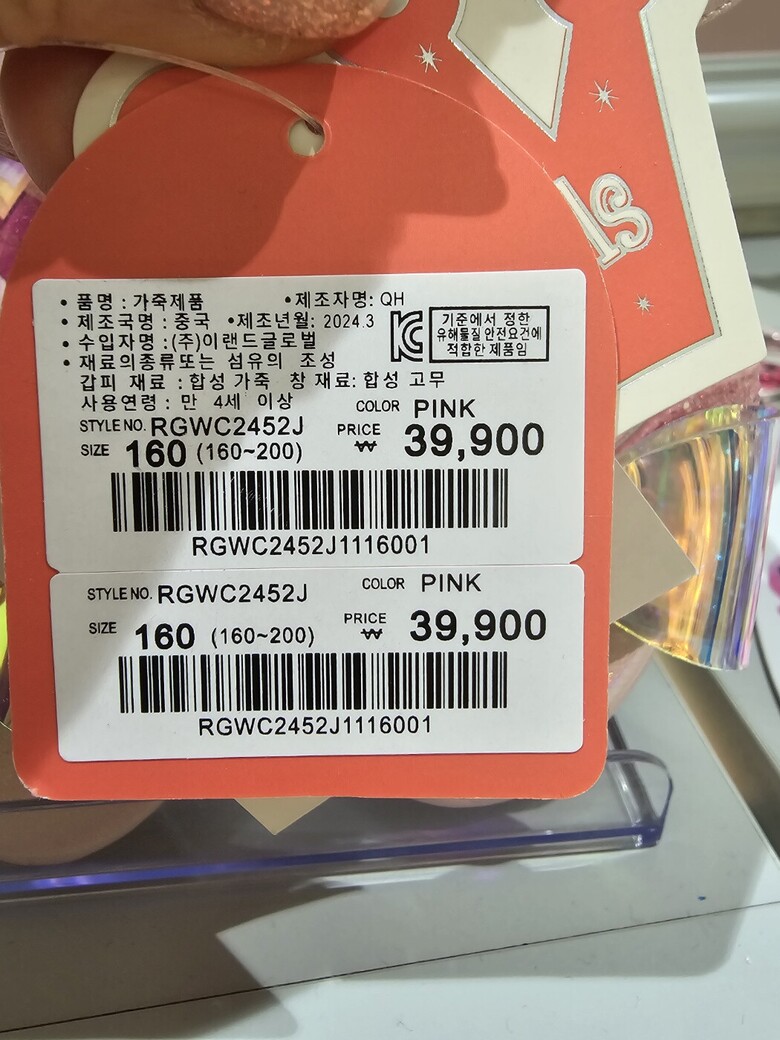 ST
• 품명 : 가죽제품 • 제조자명: QH
• 제조국명 : 중국 • 제조년월: 2024.3
• 수입자명 : (주)이랜드글로벌
• 재료의종류또는 섬유의 조성
갑피 재료 : 합성 가죽 창 재료: 합성 고무
사용연령 : 만 4세 이상
KC
기준에서 정한
유해물질 안전요건에
적합한 제품임
COLOR PINK
STYLE NO. RGWC2452J PRICE
SIZE 160 (160~200) ₩ 39,900
RGWC2452J1116001
STYLE NO. RGWC2452J COLOR PINK
SIZE 160 (160~200) PRICE ₩ 39,900
RGWC2452J1116001